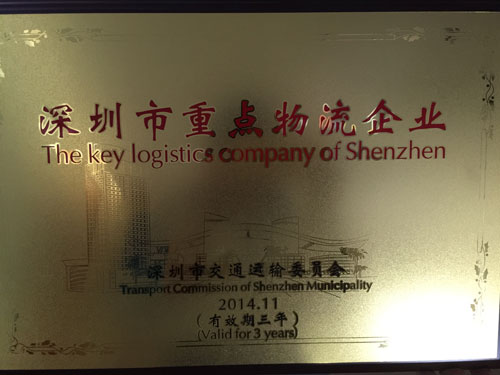 深圳市重点物流企业
The key logistics company of Shenzhen
深圳市交通运输委员会
Transport Commission of Shenzhen Municipality
2014.11
(有效期三年)
(Valid for 3 years)